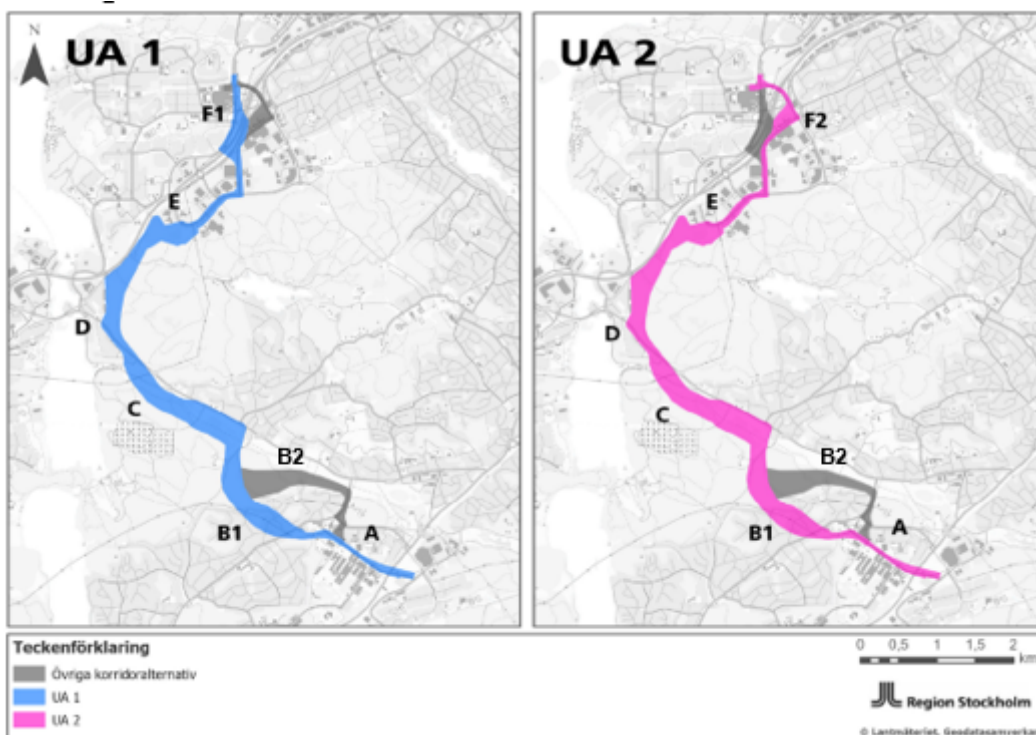 N
UA 1
F1
E
D
C
B2
B1
A
UA 2
F2
E
D
C
B2
B1
A
Teckenförklaring
Övriga korridoralternativ
UA 1
UA 2
0 0,5 1 1,5 2
km
Region Stockholm
© Lantmäteriet, Geodatasamverkan